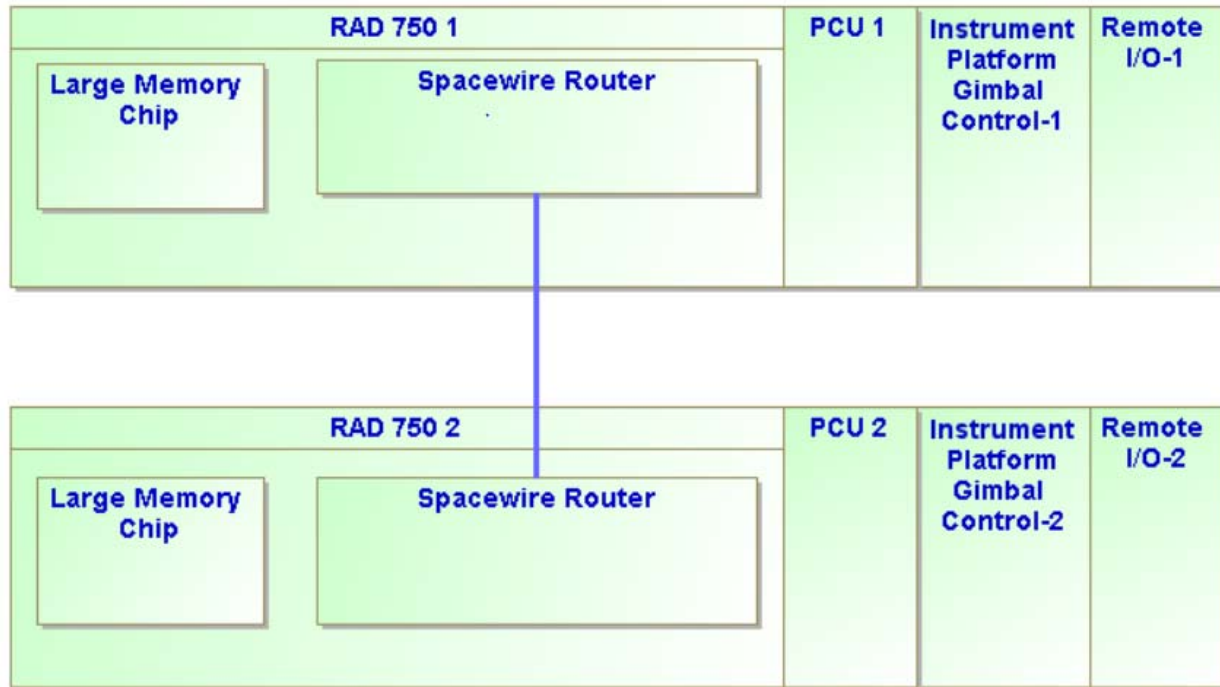 RAD 750 1
PCU 1
Instrument
Platform
Gimbal
Control-1
Remote
I/O-1
Large Memory
Chip
Spacewire Router
RAD 750 2
PCU 2
Instrument
Platform
Gimbal
Control-2
Remote
I/O-2
Large Memory
Chip
Spacewire Router